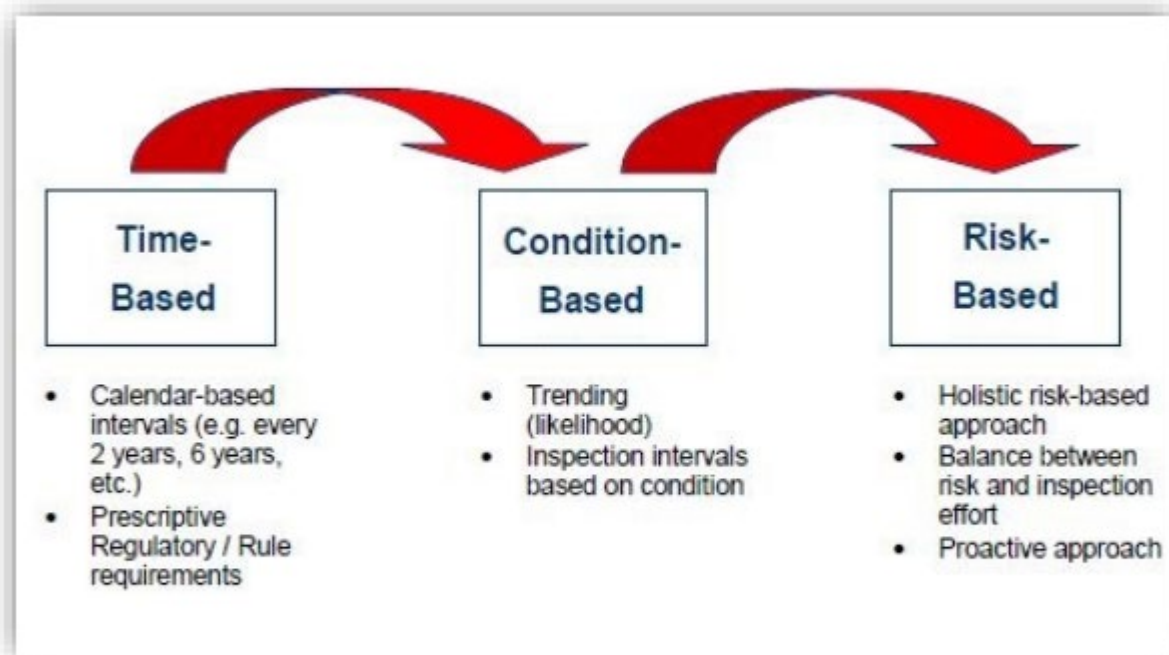 Time-
Based
Condition-
Based
Risk-
Based
• Calendar-based
intervals (e.g. every
2 years, 6 years,
etc.)
• Prescriptive
Regulatory / Rule
requirements
• Trending
(likelihood)
• Inspection intervals
based on condition
• Holistic risk-based
approach
• Balance between
risk and inspection
effort
• Proactive approach